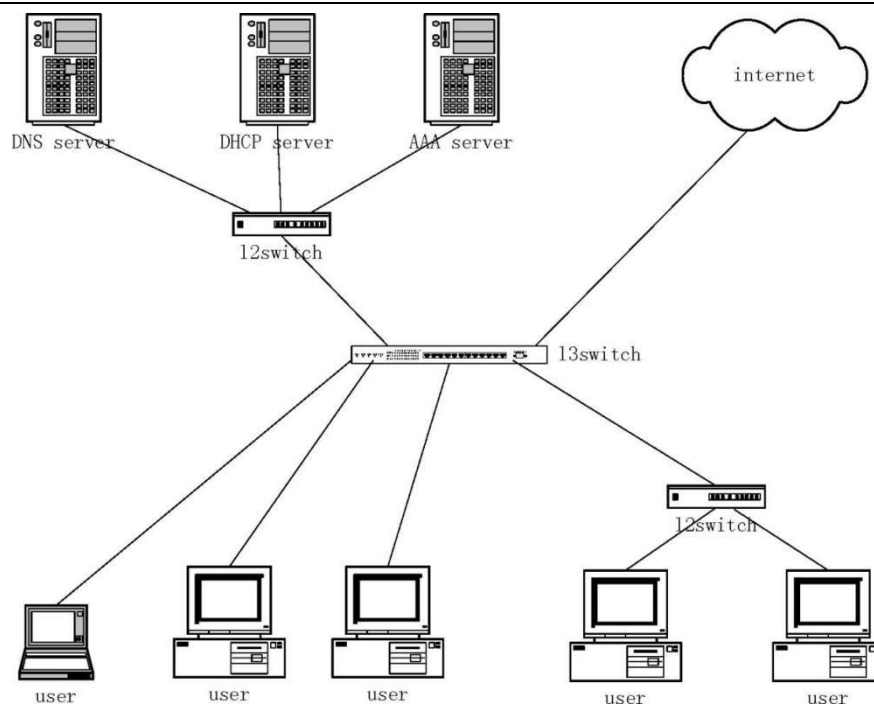 internet
DNS server
DHCP server
AAA server
l2switch
l3switch
l2switch
user
user
user
user
user